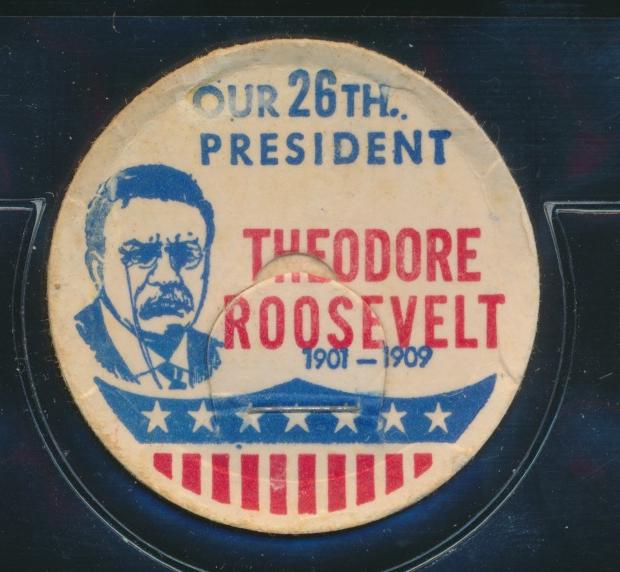 OUR 26TH..
PRESIDENT
THEODORE
ROOSEVELT
1901 – 1909